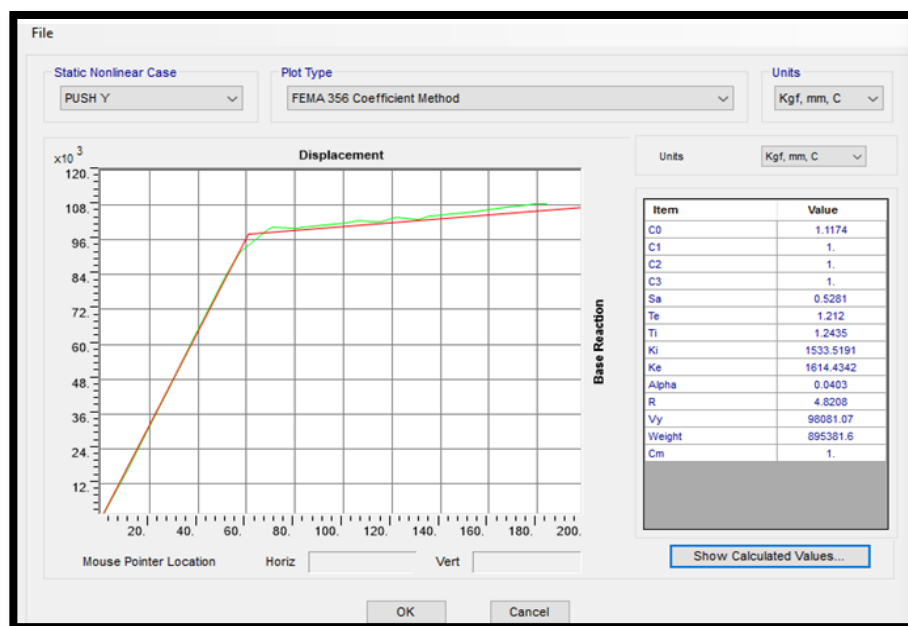 File
Static Nonlinear Case
PUSH Y
Plot Type
FEMA 356 Coefficient Method
Units
Kgf, mm, C
Displacement
x10 3
120.
108.
96.
84.
72.
60.
48.
36.
24.
12.
20. 40. 60. 80. 100. 120. 140. 160. 180. 200.
Base Reaction
Mouse Pointer Location Horiz Vert
Units Kgf, mm, C
Item Value
C0 1.1174
C1 1.
C2 1.
C3 1.
Sa 0.5281
Te 1.212
Ti 1.2435
Ki 1533.5191
Ke 1614.4342
Alpha 0.0403
R 4.8208
Vy 98081.07
Weight 895381.6
Cm 1.
Show Calculated Values...
OK Cancel